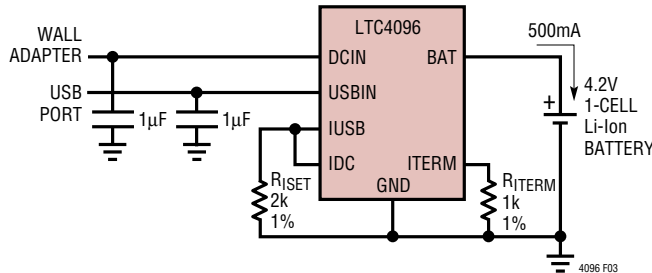 LTC4096
500mA
WALL
ADAPTER
DCIN
BAT
USB
PORT
USBIN
4.2V
1-CELL
Li-Ion
BATTERY
+
1µF
1µF
IUSB
IDC
ITERM
GND
RISET
2k
1%
RITERM
1k
1%
4096 F03